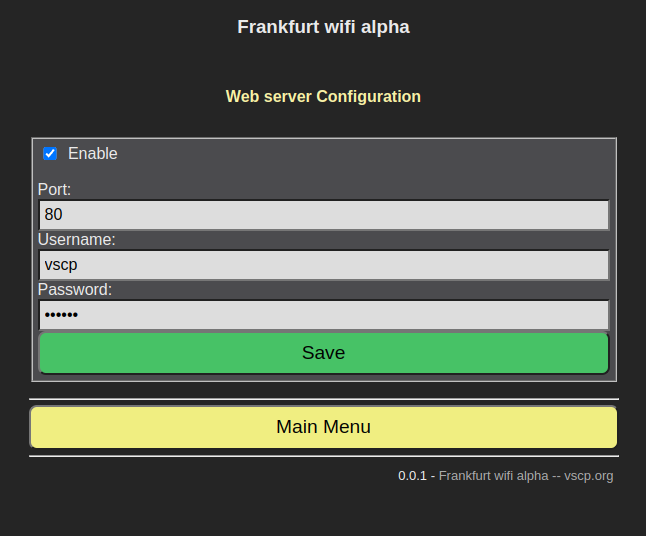 Frankfurt wifi alpha
Web server Configuration
Enable
Port:
80
Username:
vscp
Password:
••••••
Save
Main Menu
0.0.1 - Frankfurt wifi alpha -- vscp.org